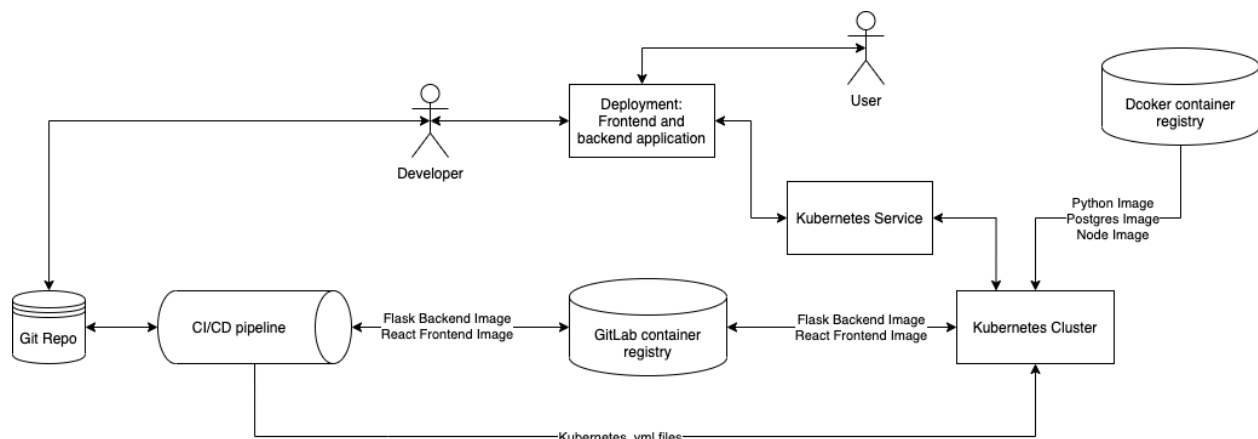 User
Deployment:
Frontend and
backend application
Dcoker container
registry
Developer
Kubernetes Service
Python Image
Postgres Image
Node Image
Git Repo
CI/CD pipeline
Flask Backend Image
React Frontend Image
GitLab container
registry
Flask Backend Image
React Frontend Image
Kubernetes Cluster
Kubernetes .yml files